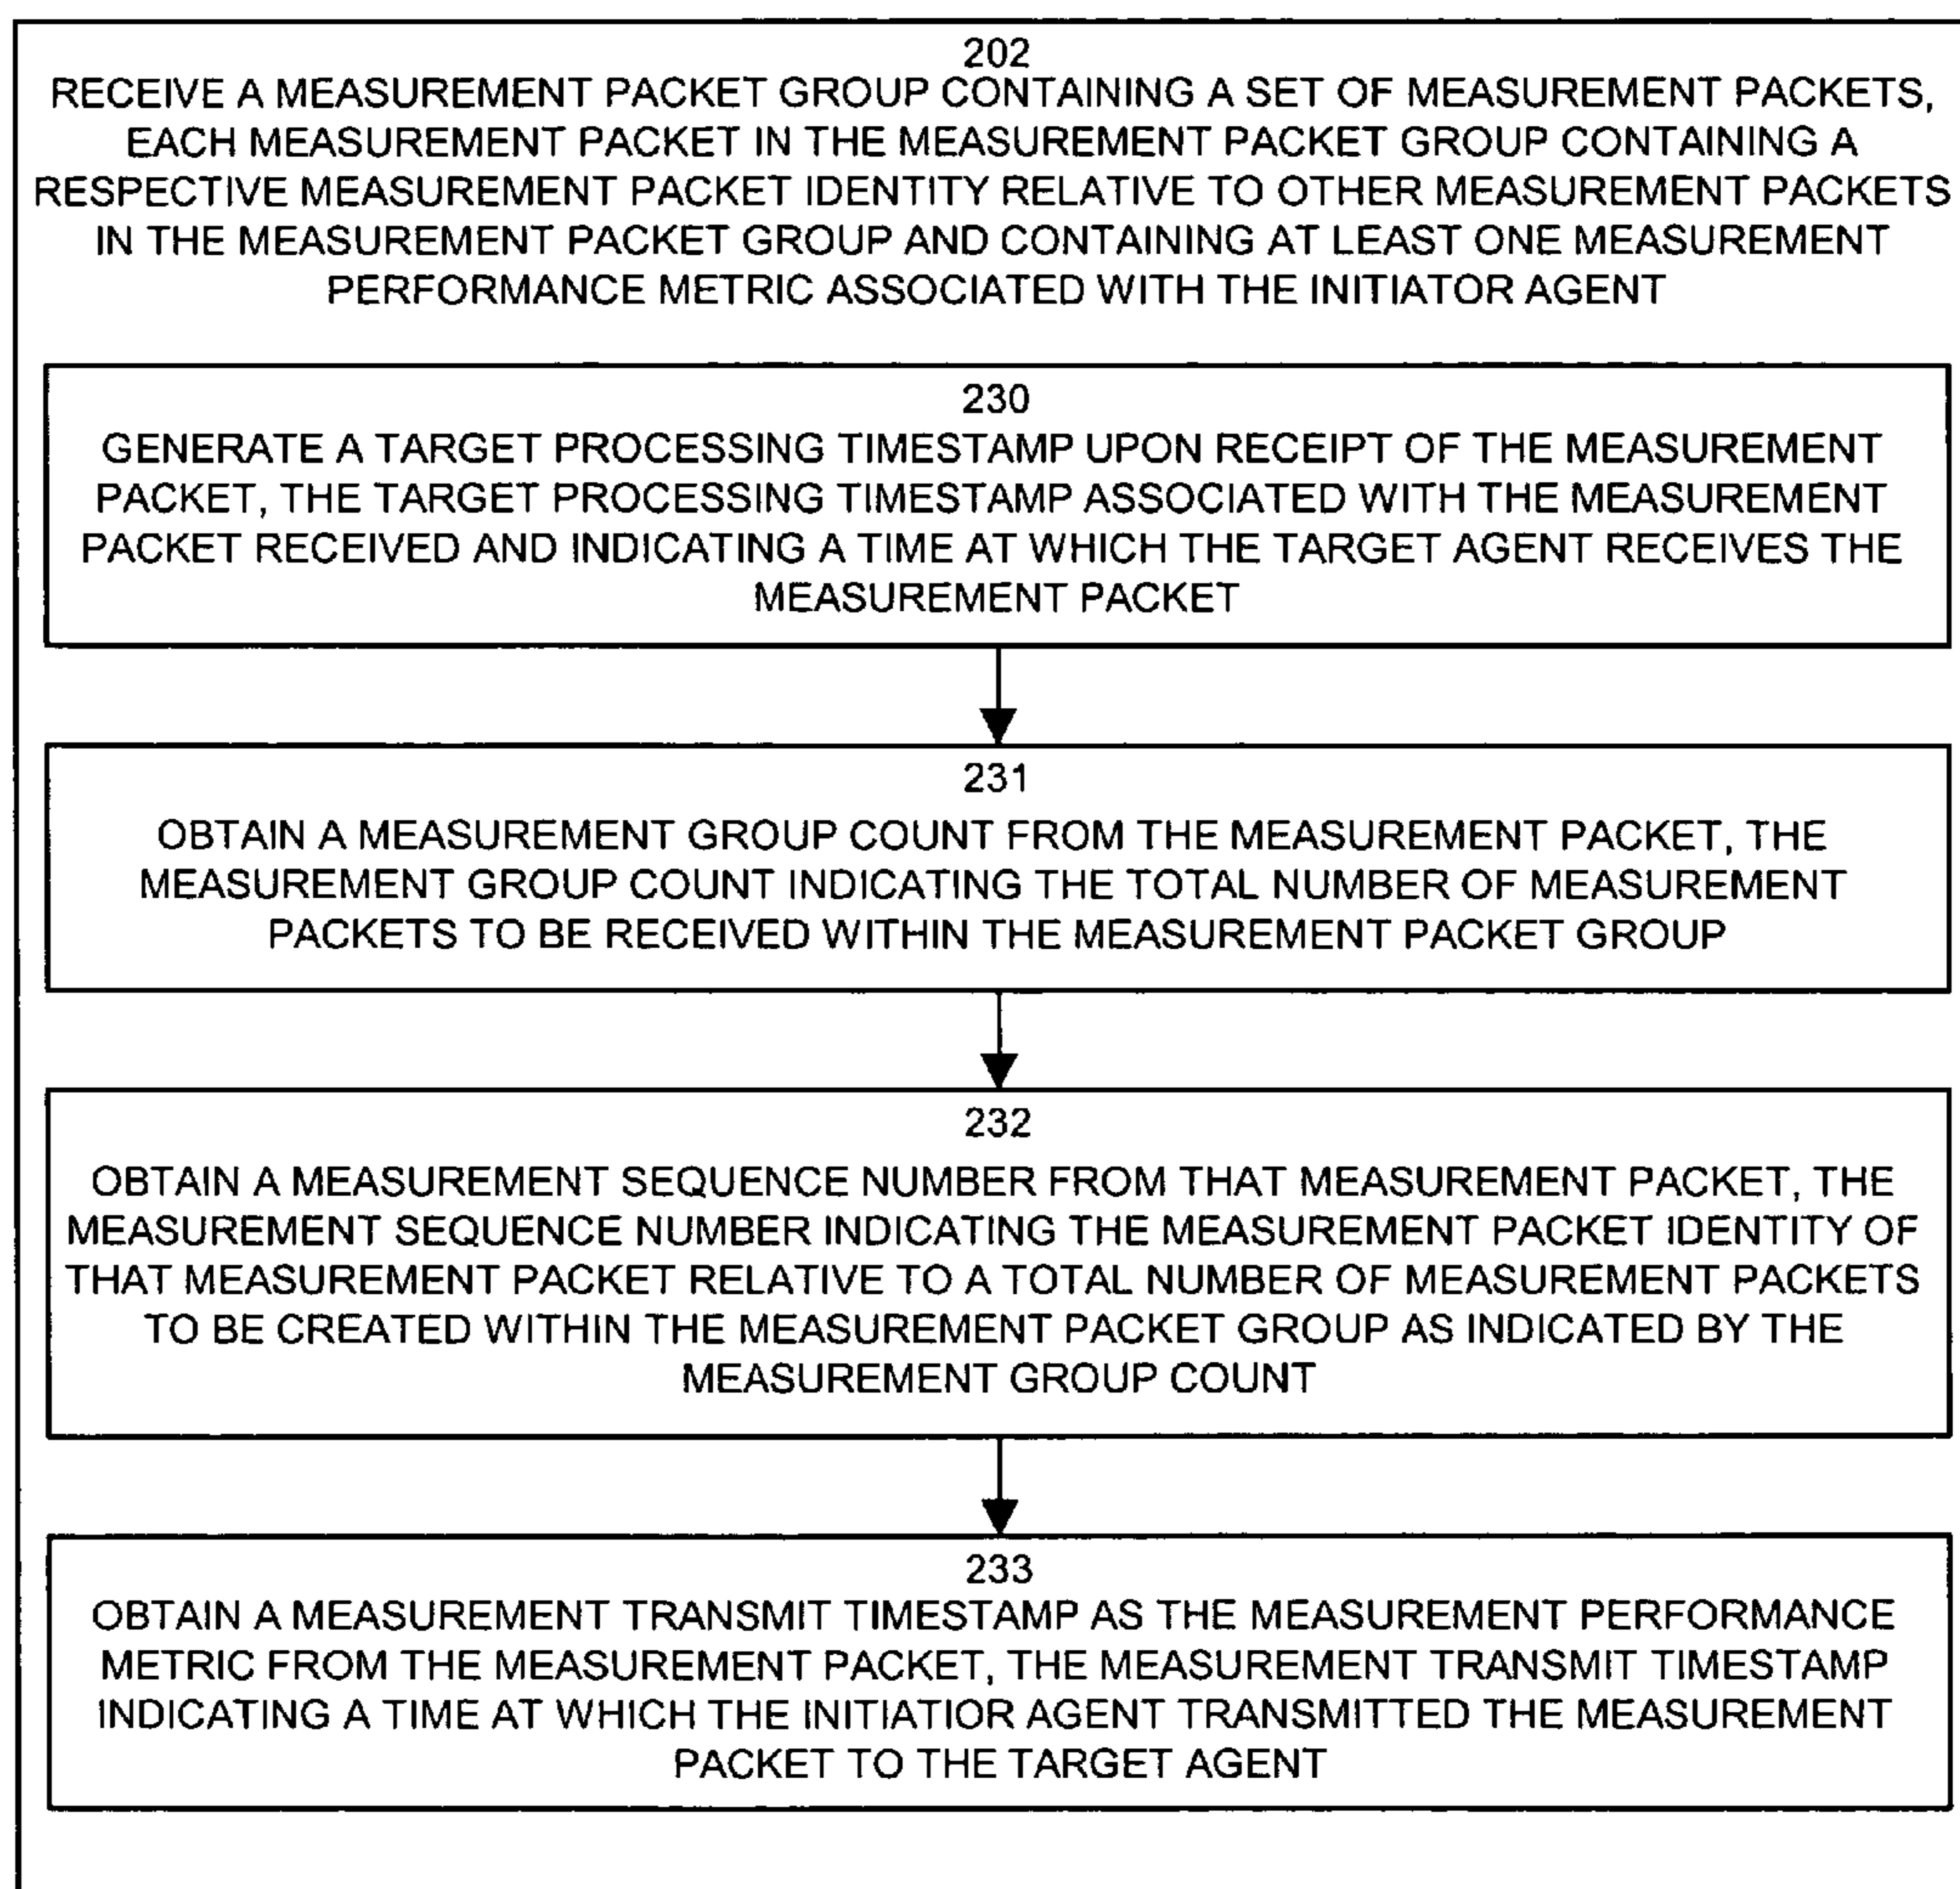 202
RECEIVE A MEASUREMENT PACKET GROUP CONTAINING A SET OF MEASUREMENT PACKETS,
EACH MEASUREMENT PACKET IN THE MEASUREMENT PACKET GROUP CONTAINING A
RESPECTIVE MEASUREMENT PACKET IDENTITY RELATIVE TO OTHER MEASUREMENT PACKETS
IN THE MEASUREMENT PACKET GROUP AND CONTAINING AT LEAST ONE MEASUREMENT
PERFORMANCE METRIC ASSOCIATED WITH THE INITIATOR AGENT
230
GENERATE A TARGET PROCESSING TIMESTAMP UPON RECEIPT OF THE MEASUREMENT
PACKET, THE TARGET PROCESSING TIMESTAMP ASSOCIATED WITH THE MEASUREMENT
PACKET RECEIVED AND INDICATING A TIME AT WHICH THE TARGET AGENT RECEIVES THE
MEASUREMENT PACKET
231
OBTAIN A MEASUREMENT GROUP COUNT FROM THE MEASUREMENT PACKET, THE
MEASUREMENT GROUP COUNT INDICATING THE TOTAL NUMBER OF MEASUREMENT
PACKETS TO BE RECEIVED WITHIN THE MEASUREMENT PACKET GROUP
232
OBTAIN A MEASUREMENT SEQUENCE NUMBER FROM THAT MEASUREMENT PACKET, THE
MEASUREMENT SEQUENCE NUMBER INDICATING THE MEASUREMENT PACKET IDENTITY OF
THAT MEASUREMENT PACKET RELATIVE TO A TOTAL NUMBER OF MEASUREMENT PACKETS
TO BE CREATED WITHIN THE MEASUREMENT PACKET GROUP AS INDICATED BY THE
MEASUREMENT GROUP COUNT
233
OBTAIN A MEASUREMENT TRANSMIT TIMESTAMP AS THE MEASUREMENT PERFORMANCE
METRIC FROM THE MEASUREMENT PACKET, THE MEASUREMENT TRANSMIT TIMESTAMP
INDICATING A TIME AT WHICH THE INITIATIOR AGENT TRANSMITTED THE MEASUREMENT
PACKET TO THE TARGET AGENT